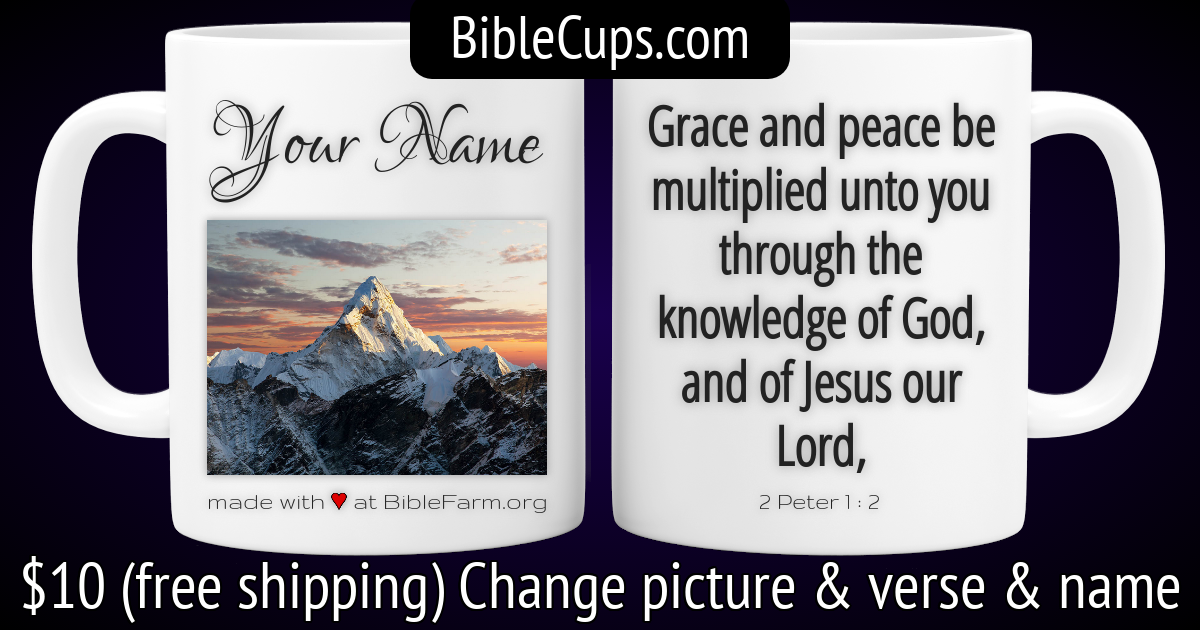 BibleCups.com
Your Name
made with ♥ at BibleFarm.org
Grace and peace be
multiplied unto you
through the
knowledge of God,
and of Jesus our
Lord,
2 Peter 1 : 2
$10 (free shipping) Change picture & verse & name